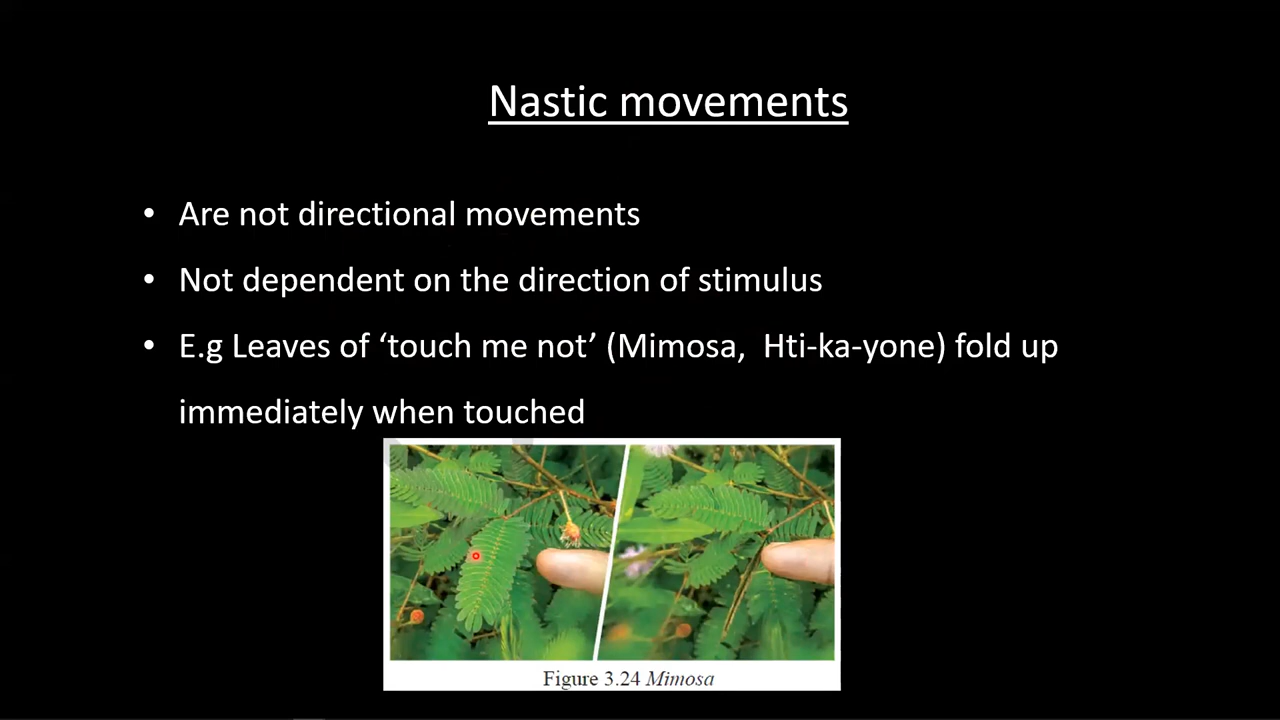 Nastic movements
• Are not directional movements
• Not dependent on the direction of stimulus
• E.g Leaves of ‘touch me not’ (Mimosa,  Hti-ka-yone) fold up
immediately when touched
Figure 3.24 Mimosa